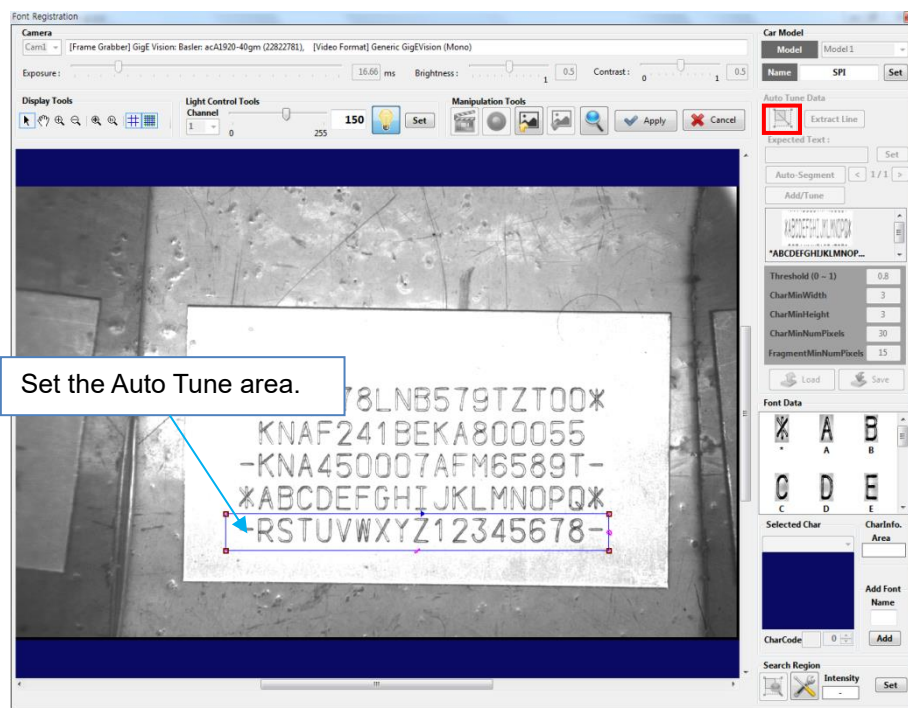 Font Registration
Camera
Cam1 [Frame Grabber] GigE Vision: Basler: acA1920-40gm (22822781), [Video Format] Generic GigEVision (Mono)
Exposure : 16.66 ms Brightness : 1 0.5 Contrast : 0 1 0.5
Display Tools
Light Control Tools
Channel
1 0 255 150 Set
Manipulation Tools
Apply Cancel
Car Model
Model Model 1
Name SPI Set
Auto Tune Data
Extract Line
Expected Text :
Set
Auto-Segment < 1 / 1 >
Add/Tune
*ABCDEFGHIJKLMNOPQ*
*ABCDEFGHIJKLMNOP...
Threshold (0 ~ 1) 0.8
CharMinWidth 3
CharMinHeight 3
CharMinNumPixels 30
FragmentMinNumPixels 15
Load Save
Font Data
* A B
* A B
C D E
C D E
Selected Char
CharInfo.
Area
Add Font
Name
CharCode 0 Add
Search Region
Intensity
- Set
Set the Auto Tune area.
78LNB579TZT00*
KNAF241BEKA800055
-KNA450007AFM6589T-
*ABCDEFGHIJKLMNOPQ*
-RSTUVWXYZ12345678-